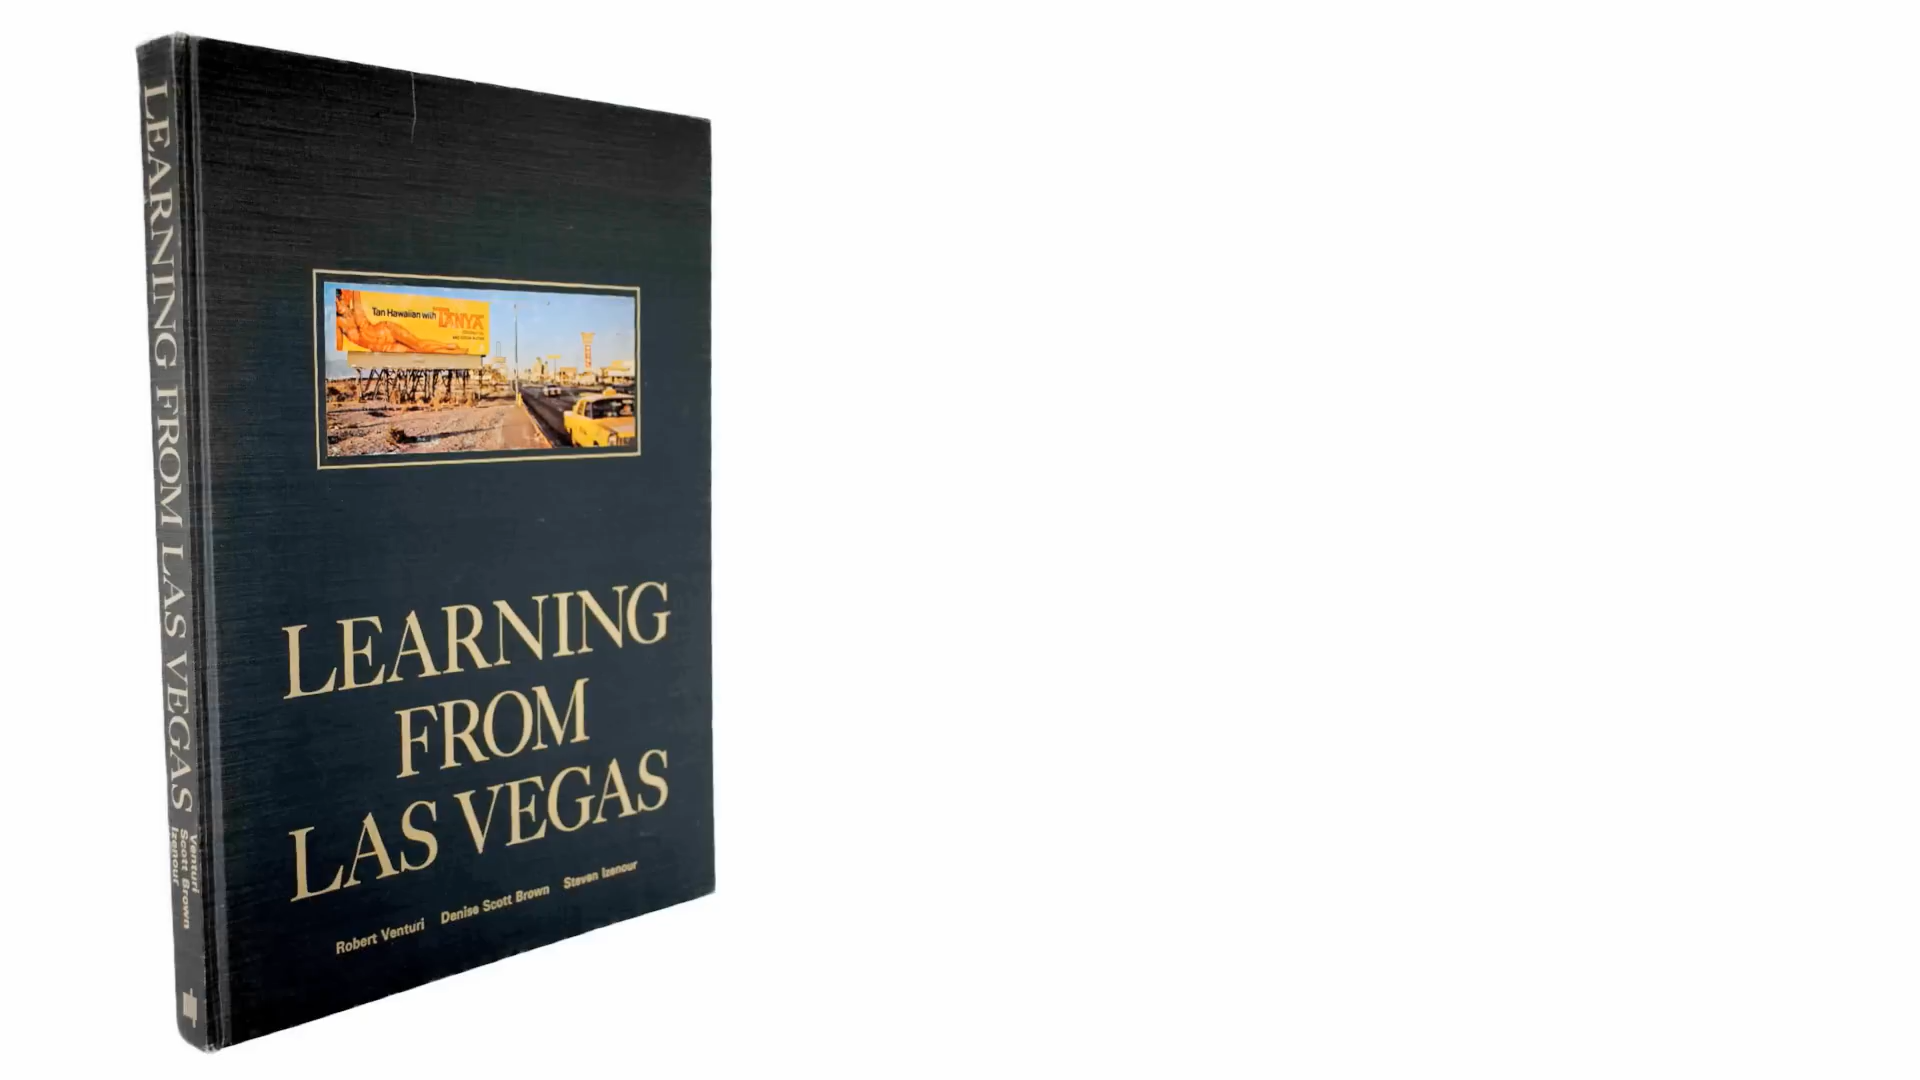 LEARNING FROM LAS VEGAS
Venturi
Scott Brown
Izenour
Tan Hawaiian with TANYA
LEARNING
FROM
LAS VEGAS
Robert Venturi Denise Scott Brown Steven Izenour